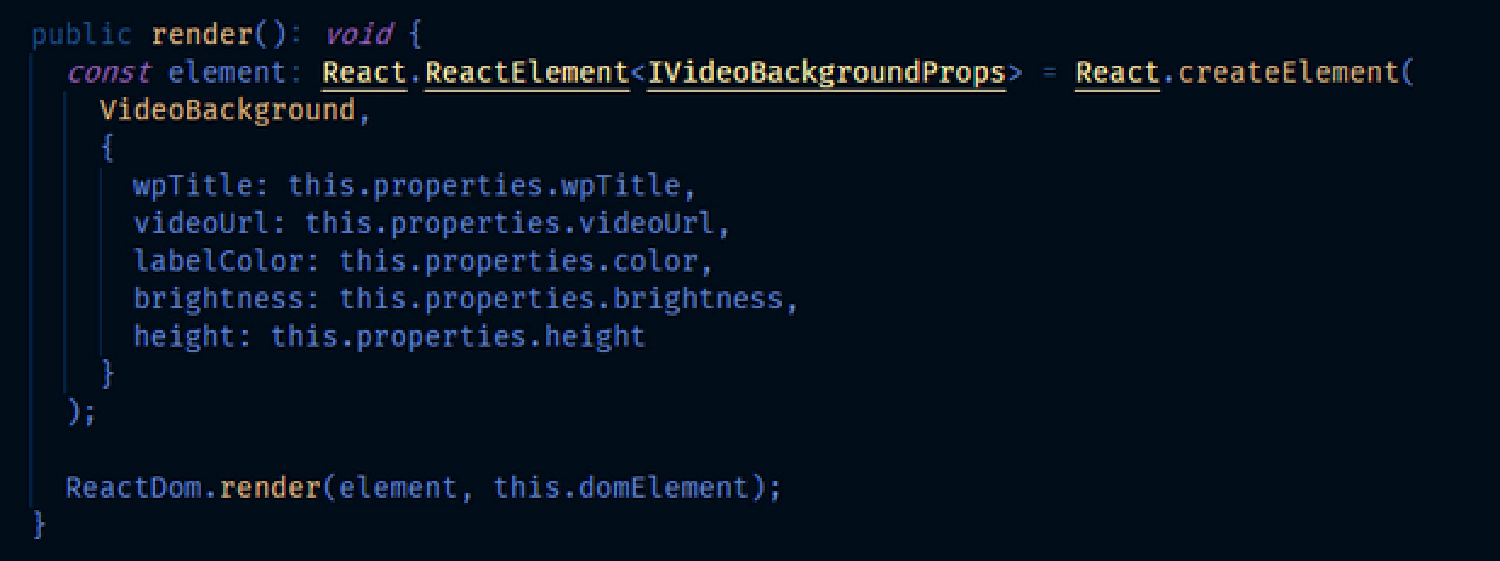 public render(): void {
const element: React.ReactElement<IVideoBackgroundProps> = React.createElement(
VideoBackground,
{
wpTitle: this.properties.wpTitle,
videoUrl: this.properties.videoUrl,
labelColor: this.properties.color,
brightness: this.properties.brightness,
height: this.properties.height
}
);
ReactDom.render(element, this.domElement);
}